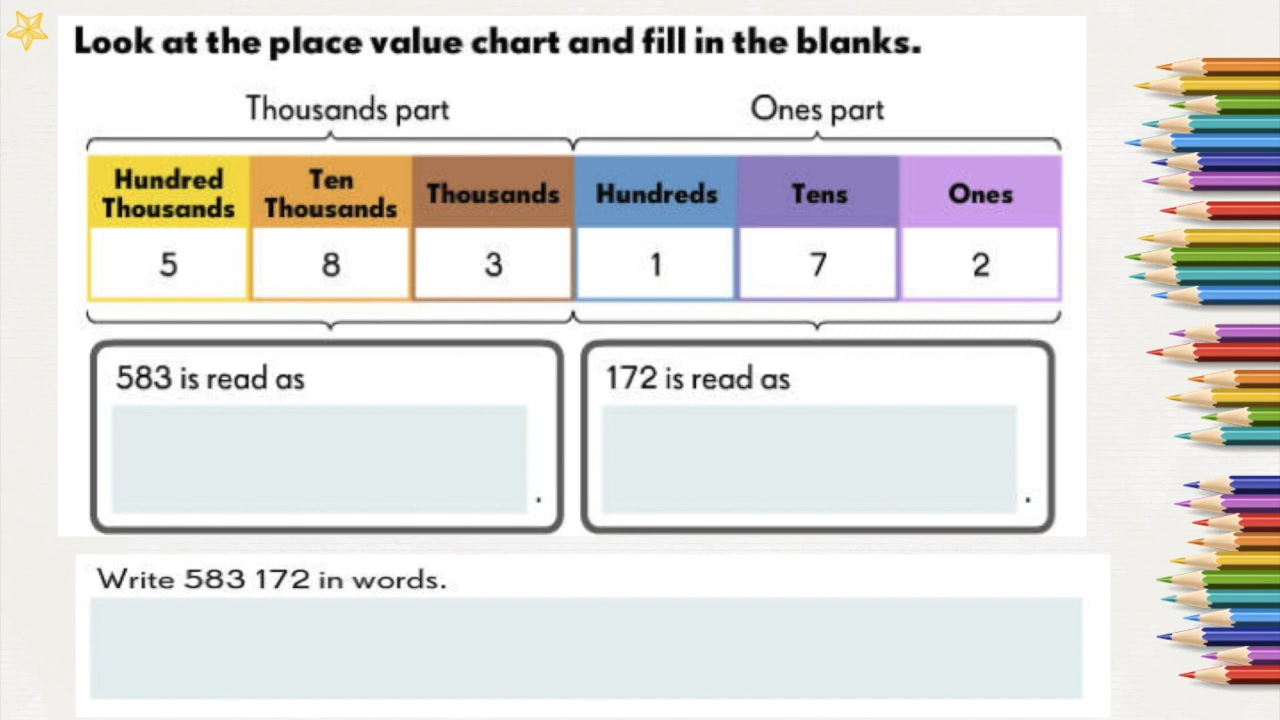 Look at the place value chart and fill in the blanks.
Thousands part Ones part
Hundred Thousands Ten Thousands Thousands Hundreds Tens Ones
5 8 3 1 7 2
583 is read as
.
172 is read as
.
Write 583 172 in words.